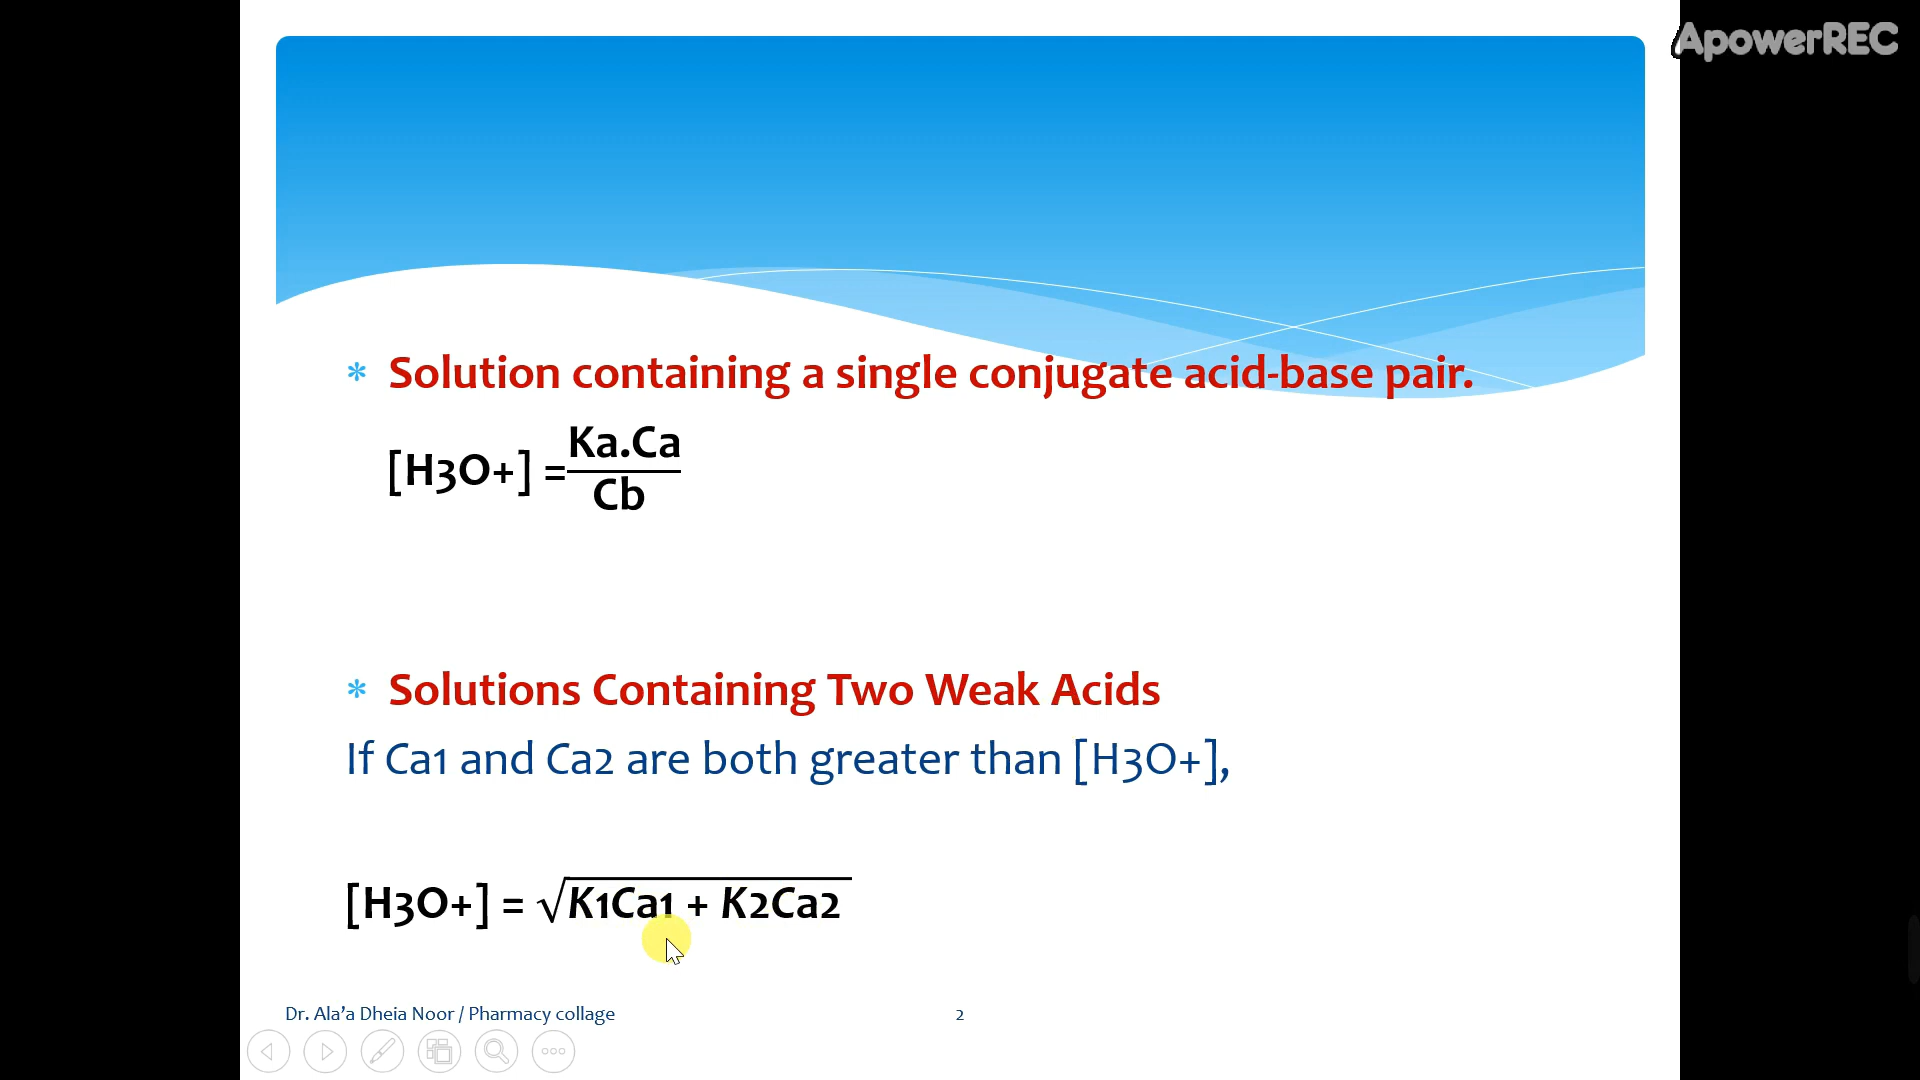 ApowerREC
* Solution containing a single conjugate acid-base pair.
[H3O+] = Ka.Ca
Cb
* Solutions Containing Two Weak Acids
If Ca1 and Ca2 are both greater than [H3O+],
[H3O+] = √K1Ca1 + K2Ca2
Dr. Ala’a Dheia Noor / Pharmacy collage
2